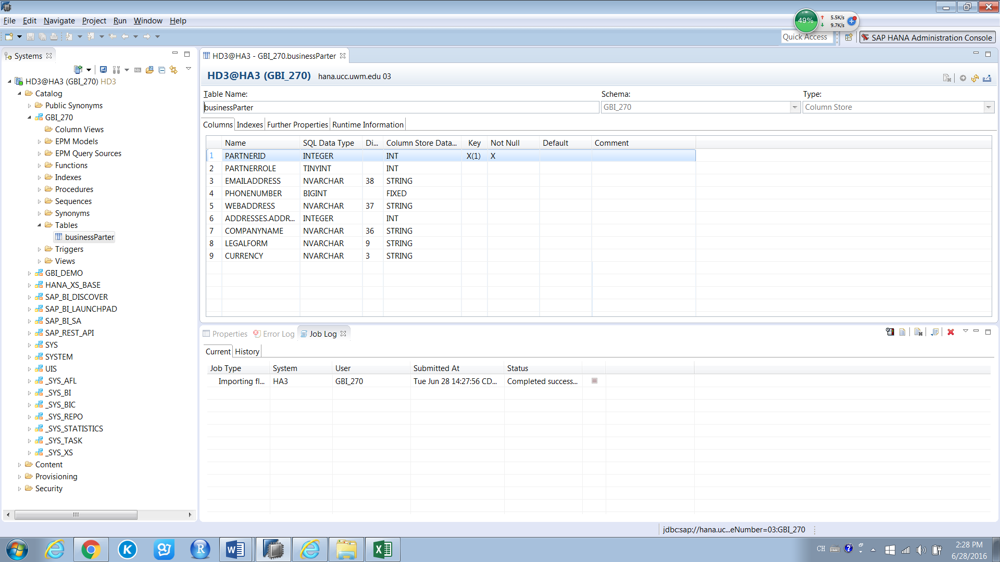 File Edit Navigate Project Run Window Help
49% 5.5K/s
9.7K/s
Quick Access SAP HANA Administration Console
Systems
HD3@HA3 (GBI_270) HD3
Catalog
Public Synonyms
GBI_270
Column Views
EPM Models
EPM Query Sources
Functions
Indexes
Procedures
Sequences
Synonyms
Tables
businessParter
Triggers
Views
GBI_DEMO
HANA_XS_BASE
SAP_BI_DISCOVER
SAP_BI_LAUNCHPAD
SAP_BI_SA
SAP_REST_API
SYS
SYSTEM
UIS
_SYS_AFL
_SYS_BI
_SYS_BIC
_SYS_REPO
_SYS_STATISTICS
_SYS_TASK
_SYS_XS
Content
Provisioning
Security
HD3@HA3 - GBI_270.businessParter
HD3@HA3 (GBI_270) hana.ucc.uwm.edu 03
Table Name: Schema: Type:
businessParter GBI_270 Column Store
Columns Indexes Further Properties Runtime Information
Name SQL Data Type Di... Column Store Data... Key Not Null Default Comment
1 PARTNERID INTEGER INT X(1) X
2 PARTNERROLE TINYINT INT
3 EMAILADDRESS NVARCHAR 38 STRING
4 PHONENUMBER BIGINT FIXED
5 WEBADDRESS NVARCHAR 37 STRING
6 ADDRESSES.ADDR... INTEGER INT
7 COMPANYNAME NVARCHAR 36 STRING
8 LEGALFORM NVARCHAR 9 STRING
9 CURRENCY NVARCHAR 3 STRING
Properties Error Log Job Log
Current History
Job Type System User Submitted At Status
Importing fl... HA3 GBI_270 Tue Jun 28 14:27:56 CD... Completed success...
jdbc:sap://hana.uc...eNumber=03:GBI_270
CH 2:28 PM
6/28/2016